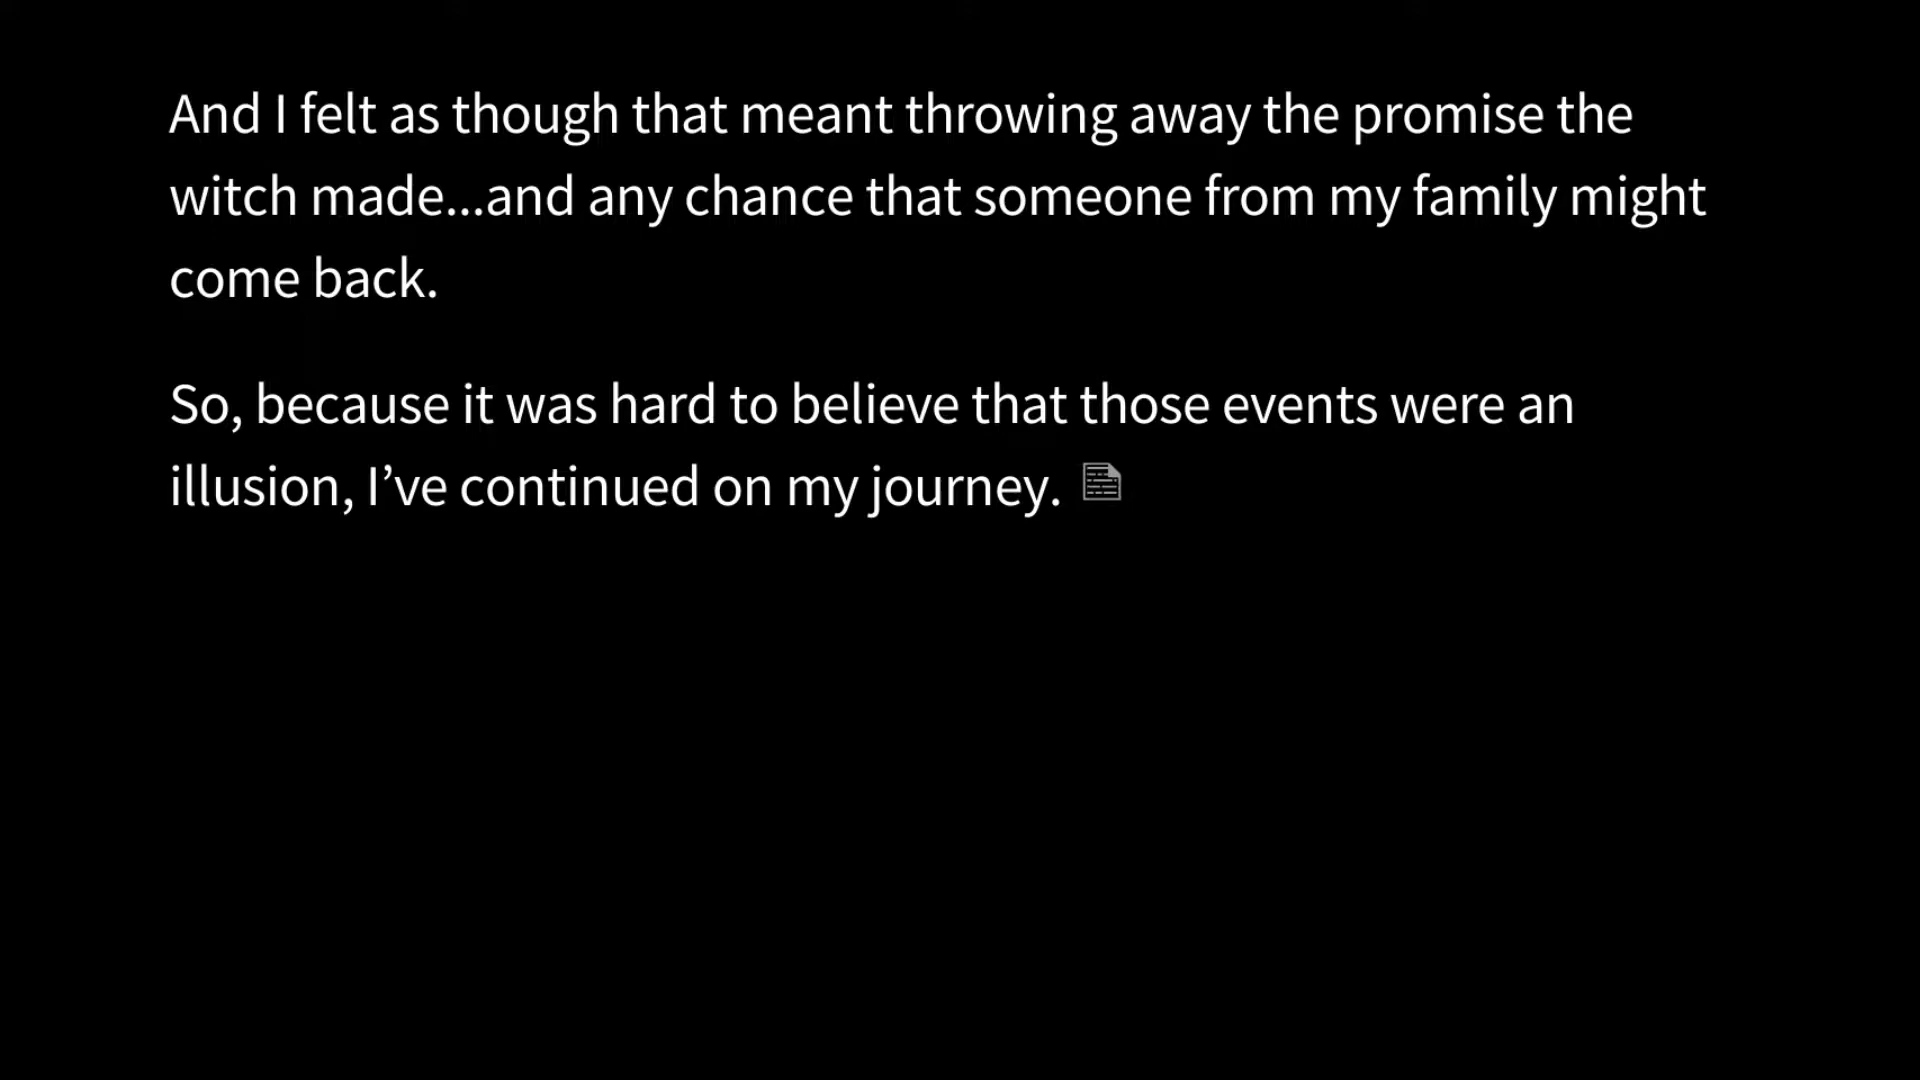 And I felt as though that meant throwing away the promise the
witch made...and any chance that someone from my family might
come back.
So, because it was hard to believe that those events were an
illusion, I’ve continued on my journey.